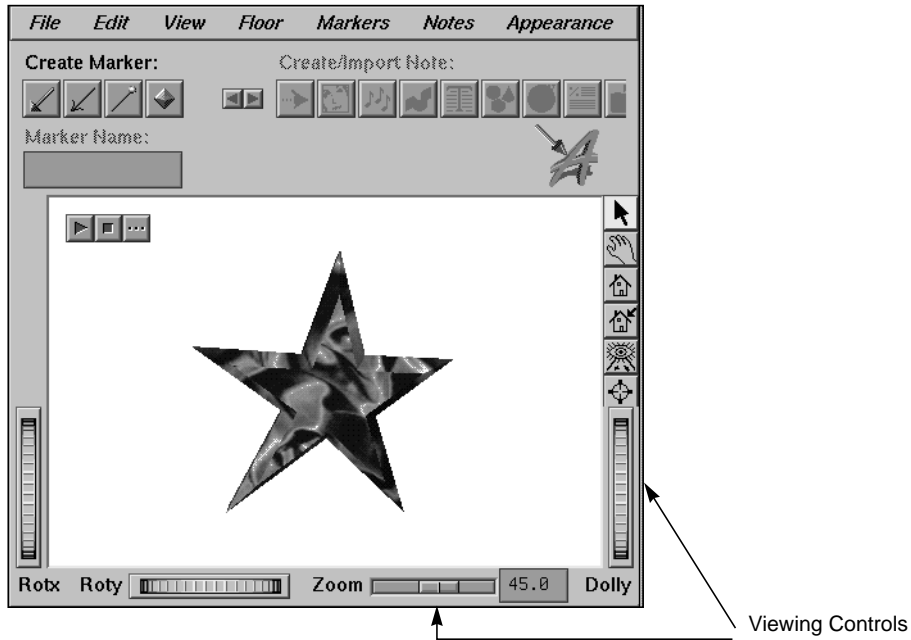 File Edit View Floor Markers Notes Appearance
Create Marker: Create/Import Note:
Marker Name:
Rotx Roty Zoom 45.0 Dolly
Viewing Controls